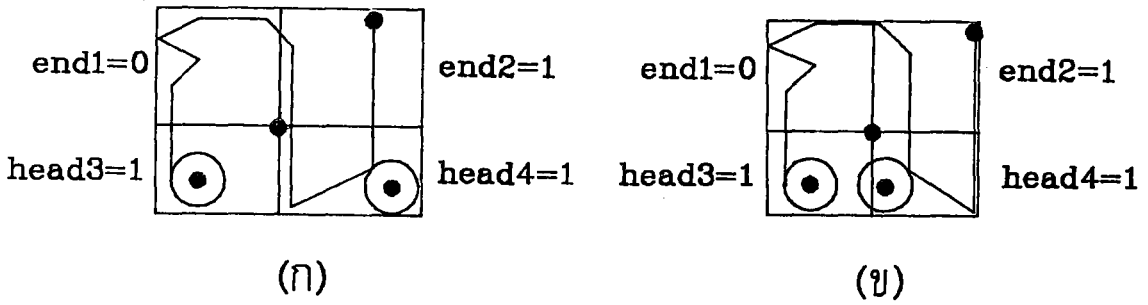 end1=0
end2=1
head3=1
head4=1
(ก)
end1=0
end2=1
head3=1
head4=1
(ข)